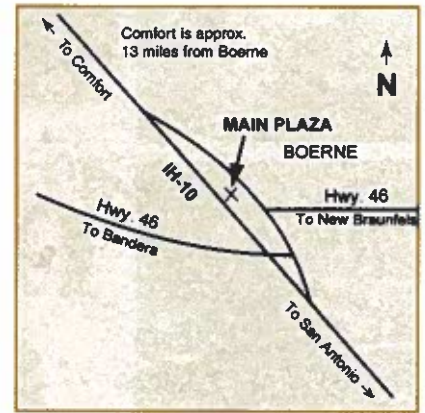 Comfort is approx.
13 miles from Boerne
To Comfort
N
MAIN PLAZA
BOERNE
IH-10
Hwy. 46
To New Braunfels
Hwy. 46
To Bandera
To San Antonio